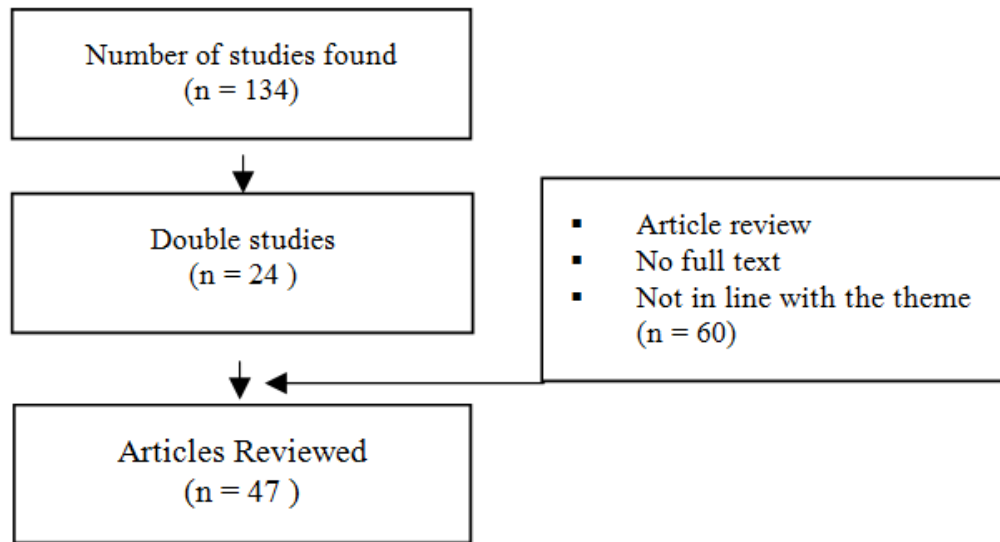 Number of studies found
(n = 134)
Double studies
(n = 24 )
▪ Article review
▪ No full text
▪ Not in line with the theme
(n = 60)
Articles Reviewed
(n = 47 )